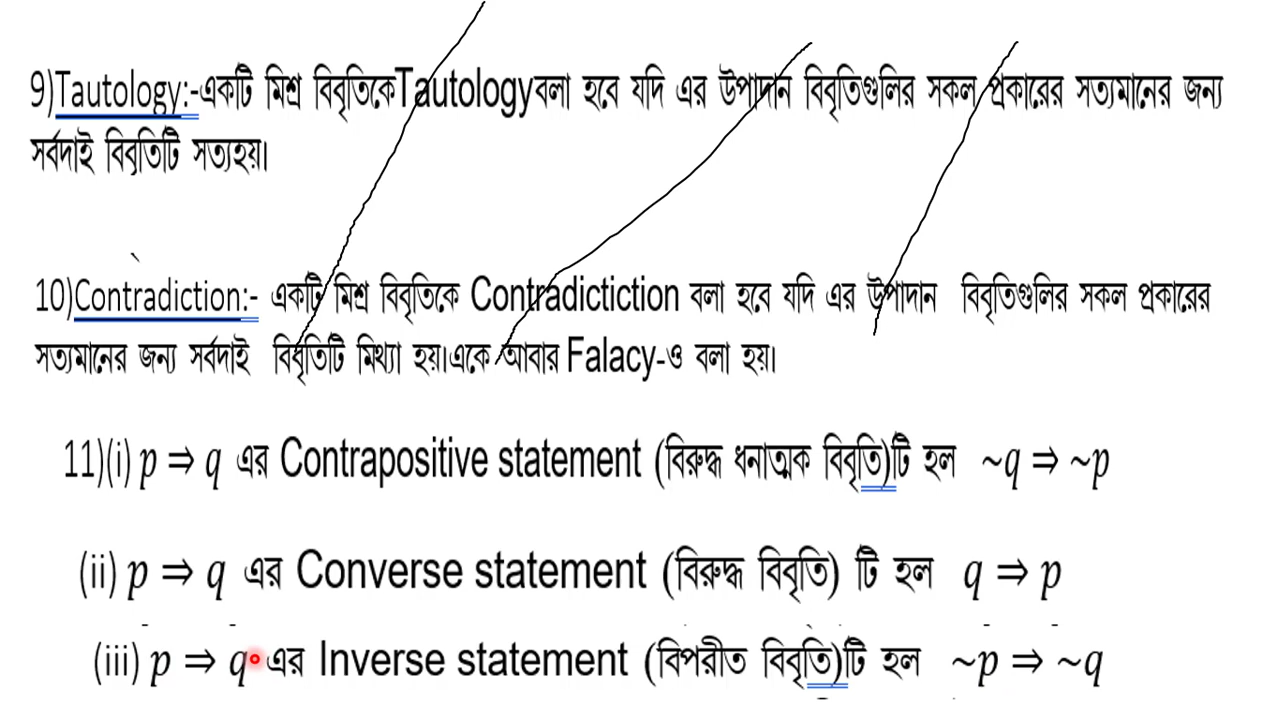 9)Tautology:-একটি মিশ্র বিবৃতিকেTautologyবলা হবে যদি এর উপাদান বিবৃতিগুলির সকল প্রকারের সত্যমানের জন্য
সর্বদাই বিবৃতিটি সত্যহয়।
10)Contradiction:- একটি মিশ্র বিবৃতিকে Contradictiction বলা হবে যদি এর উপাদান বিবৃতিগুলির সকল প্রকারের
সত্যমানের জন্য সর্বদাই বিবৃতিটি মিথ্যা হয়।একে আবার Falacy-ও বলা হয়।
11)(i) p ⇒ q এর Contrapositive statement (বিরুদ্ধ ধনাত্মক বিবৃতি)টি হল ~q ⇒ ~p
(ii) p ⇒ q এর Converse statement (বিরুদ্ধ বিবৃতি) টি হল q ⇒ p
(iii) p ⇒ q এর Inverse statement (বিপরীত বিবৃতি)টি হল ~p ⇒ ~q